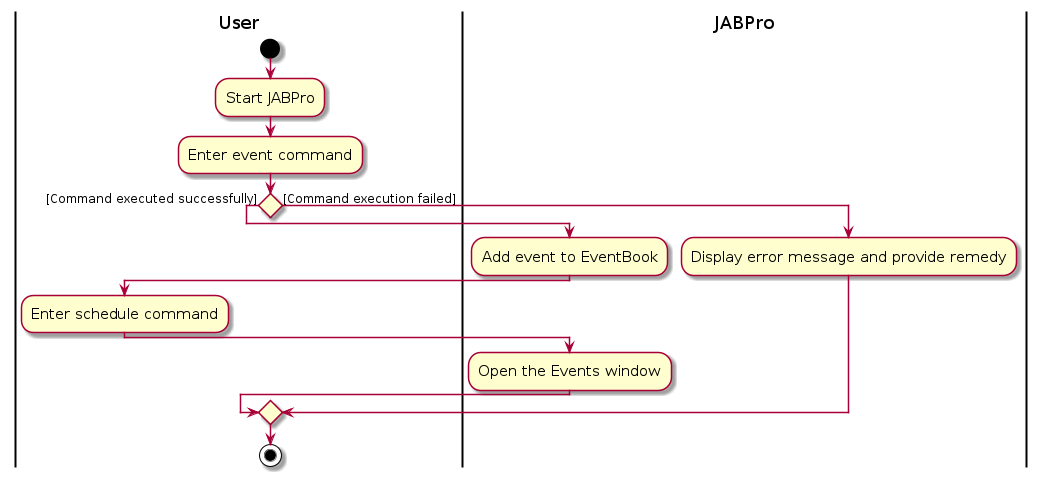 User
JABPro
Start JABPro
Enter event command
[Command executed successfully]
[Command execution failed]
Add event to EventBook
Display error message and provide remedy
Enter schedule command
Open the Events window